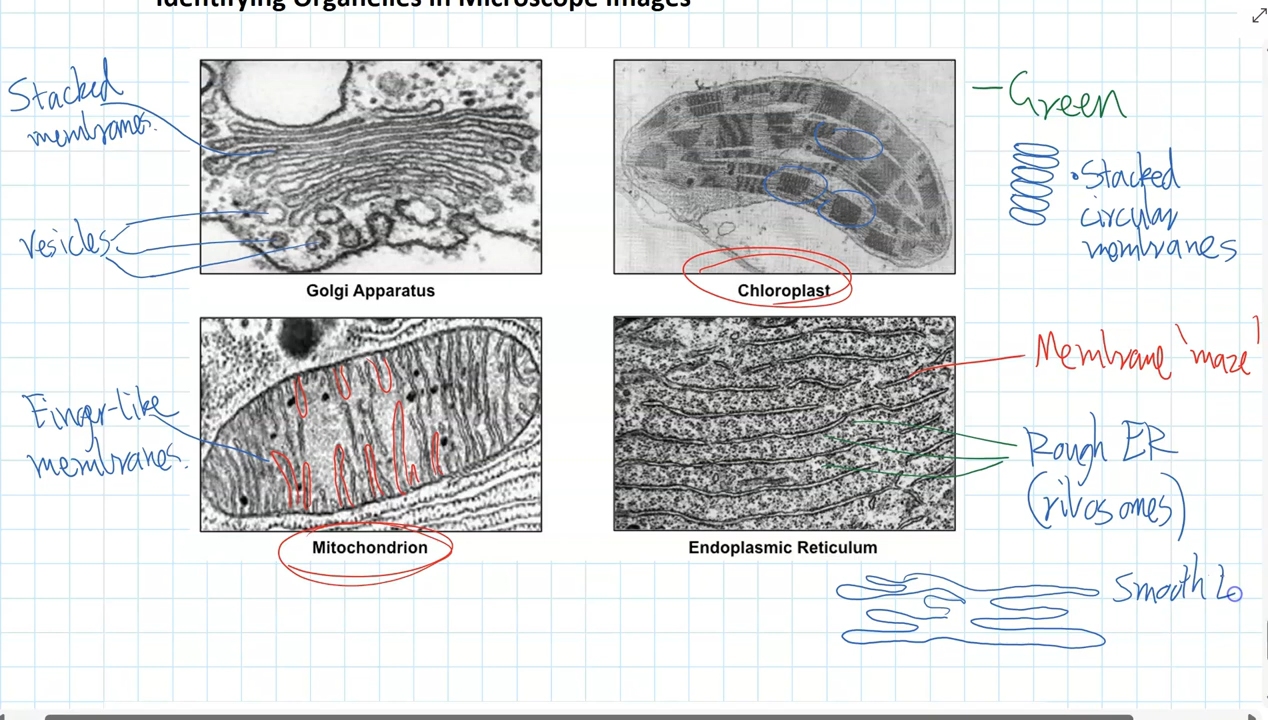 Identifying Organelles in Microscope Images
Stacked
membranes.
vesicles
Golgi Apparatus
Chloroplast
- Green
• Stacked
circular
membranes
Finger-like
membranes.
Mitochondrion
Endoplasmic Reticulum
Membrane 'maze'
Rough ER
(ribosomes)
Smooth